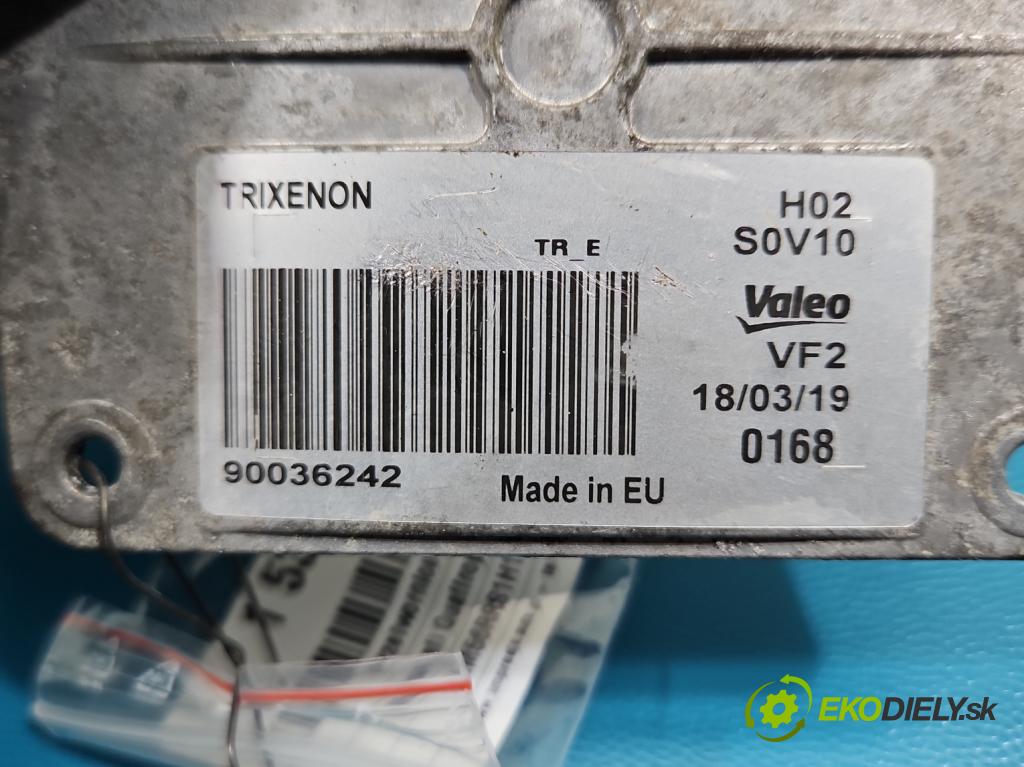 TRIXENON
H02
TR_E
S0V10
Valeo
VF2
18/03/19
90036242
0168
Made in EU
EKODIELY.sk